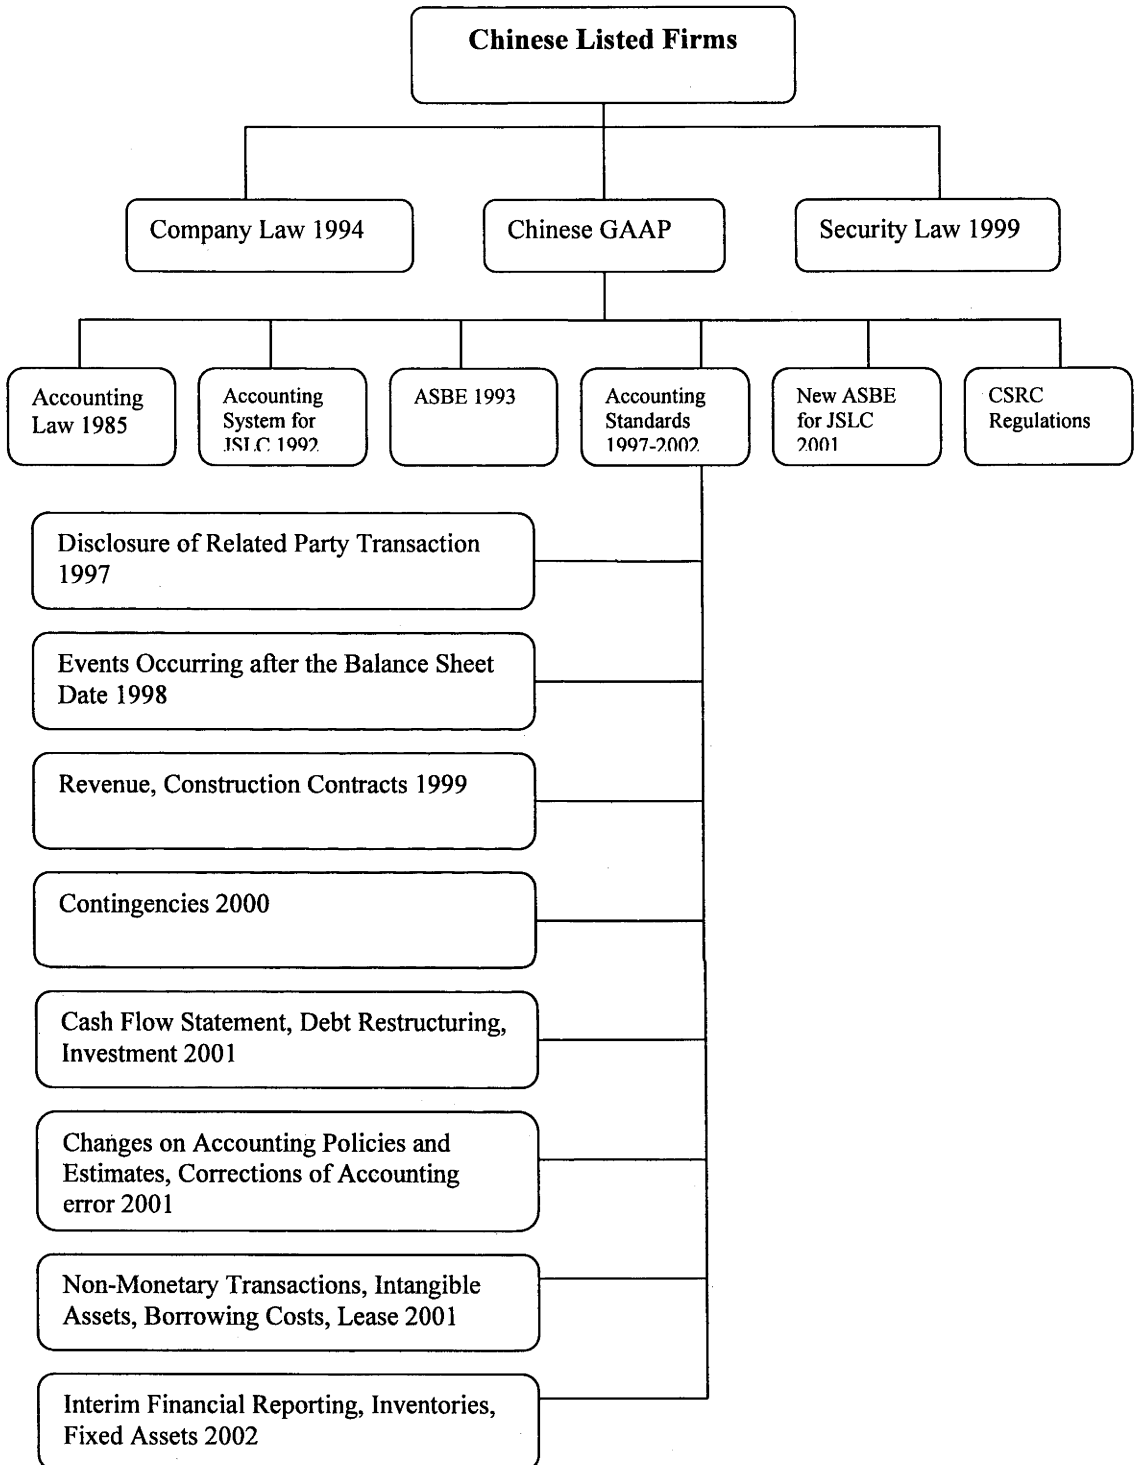 Chinese Listed Firms
Company Law 1994
Chinese GAAP
Security Law 1999
Accounting
Law 1985
Accounting
System for
JSLC 1992
ASBE 1993
Accounting
Standards
1997-2002
New ASBE
for JSLC
2001
CSRC
Regulations
Disclosure of Related Party Transaction
1997
Events Occurring after the Balance Sheet
Date 1998
Revenue, Construction Contracts 1999
Contingencies 2000
Cash Flow Statement, Debt Restructuring,
Investment 2001
Changes on Accounting Policies and
Estimates, Corrections of Accounting
error 2001
Non-Monetary Transactions, Intangible
Assets, Borrowing Costs, Lease 2001
Interim Financial Reporting, Inventories,
Fixed Assets 2002